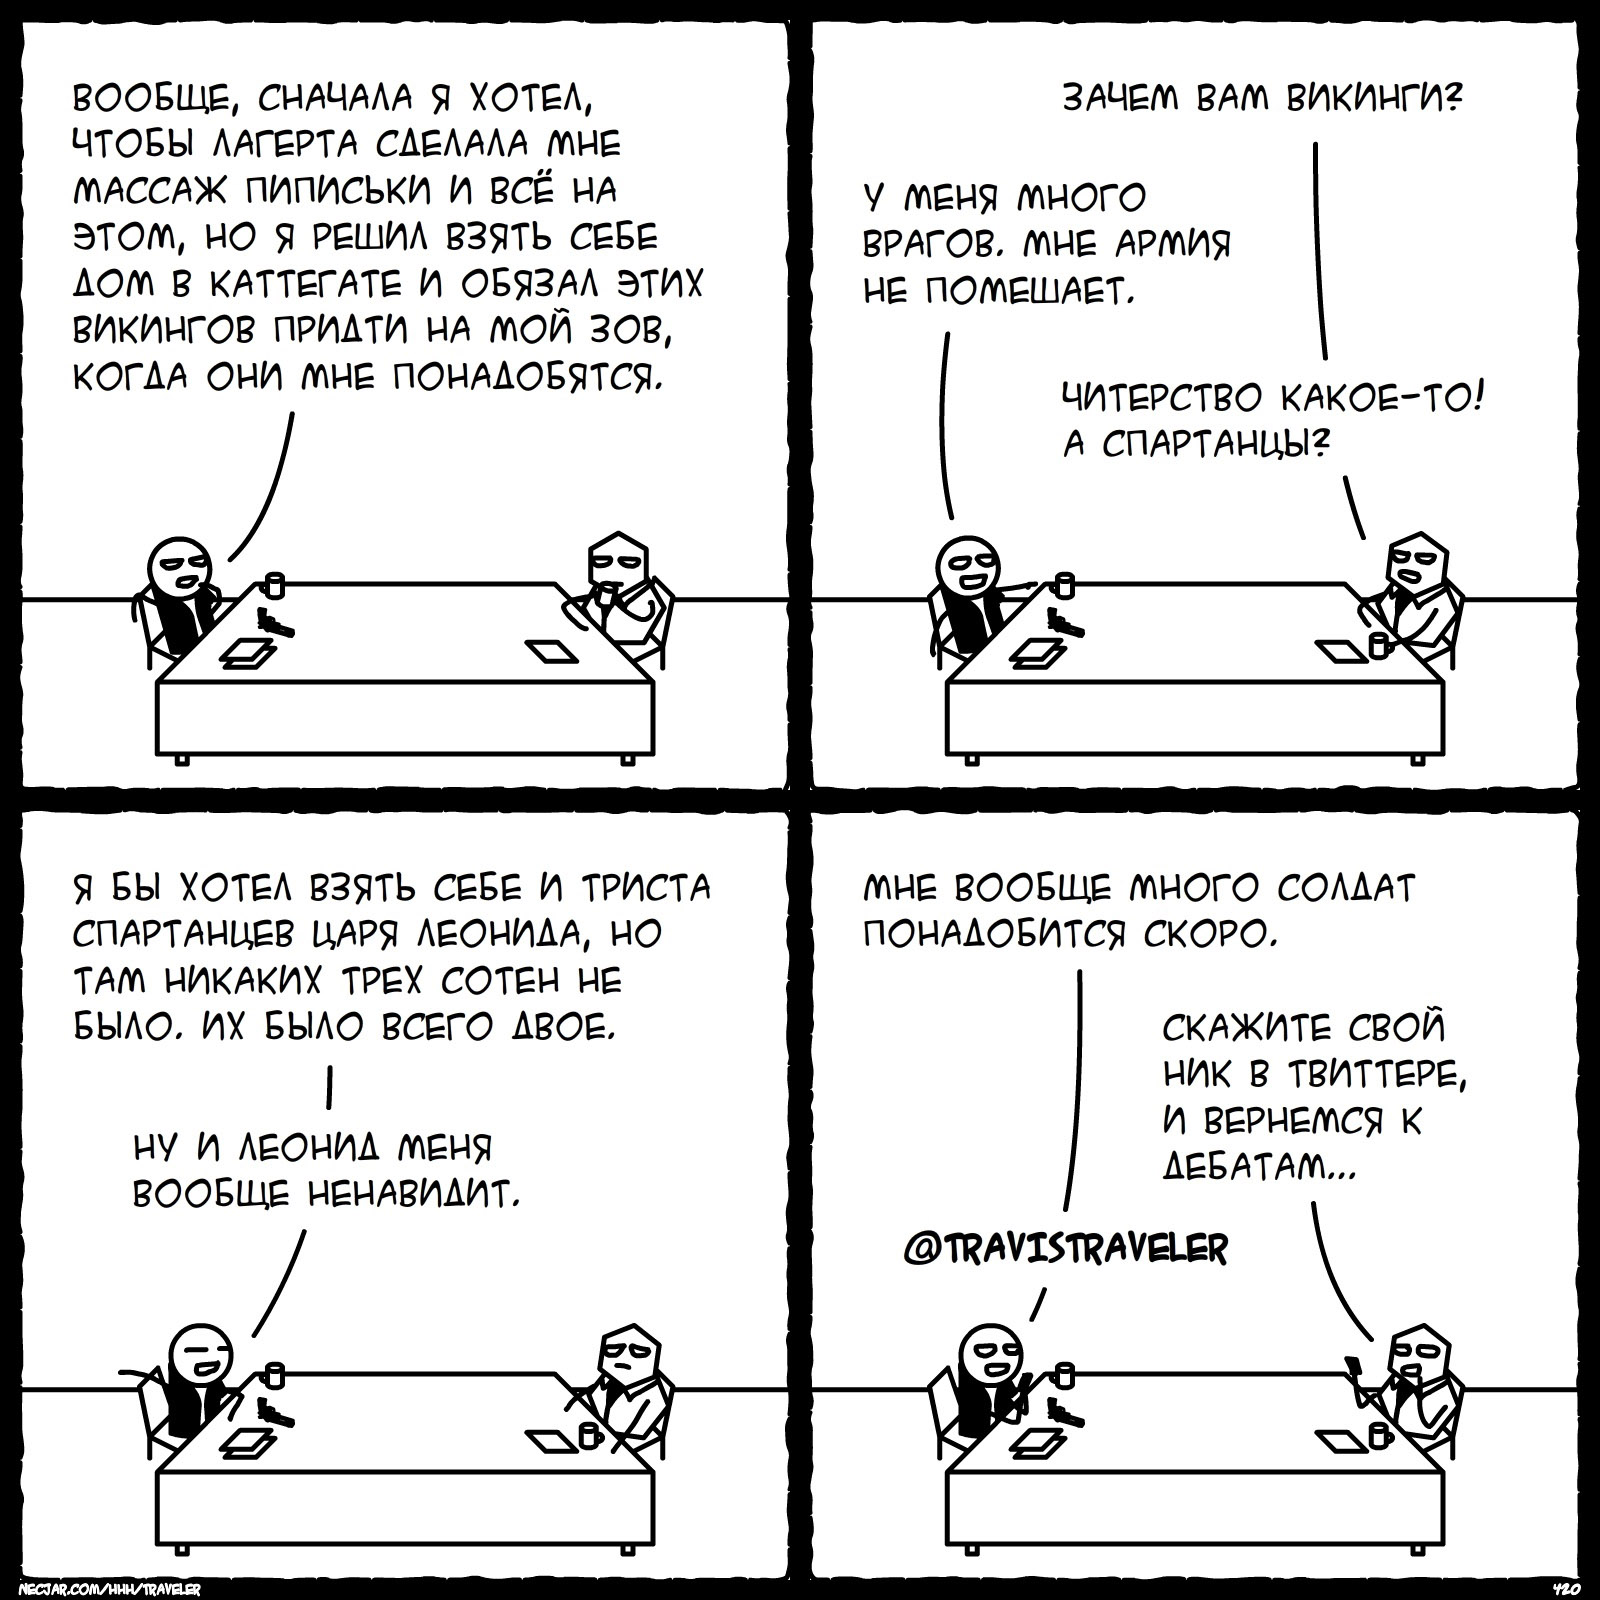 ВООБЩЕ, СНАЧАЛА Я ХОТЕЛ,
ЧТОБЫ ЛАГЕРТА СДЕЛАЛА МНЕ
МАССАЖ ПИПИСЬКИ И ВСЁ НА
ЭТОМ, НО Я РЕШИЛ ВЗЯТЬ СЕБЕ
ДОМ В КАТТЕГАТЕ И ОБЯЗАЛ ЭТИХ
ВИКИНГОВ ПРИДТИ НА МОЙ ЗОВ,
КОГДА ОНИ МНЕ ПОНАДОБЯТСЯ.
ЗАЧЕМ ВАМ ВИКИНГИ?
У МЕНЯ МНОГО
ВРАГОВ. МНЕ АРМИЯ
НЕ ПОМЕШАЕТ.
ЧИТЕРСТВО КАКОЕ-ТО!
А СПАРТАНЦЫ?
Я БЫ ХОТЕЛ ВЗЯТЬ СЕБЕ И ТРИСТА
СПАРТАНЦЕВ ЦАРЯ ЛЕОНИДА, НО
ТАМ НИКАКИХ ТРЕХ СОТЕН НЕ
БЫЛО. ИХ БЫЛО ВСЕГО ДВОЕ.
НУ И ЛЕОНИД МЕНЯ
ВООБЩЕ НЕНАВИДИТ.
МНЕ ВООБЩЕ МНОГО СОЛДАТ
ПОНАДОБИТСЯ СКОРО.
СКАЖИТЕ СВОЙ
НИК В ТВИТТЕРЕ,
И ВЕРНЕМСЯ К
ДЕБАТАМ...
@TRAVISTRAVELER
NECJAR.COM/HHH/TRAVELER
420